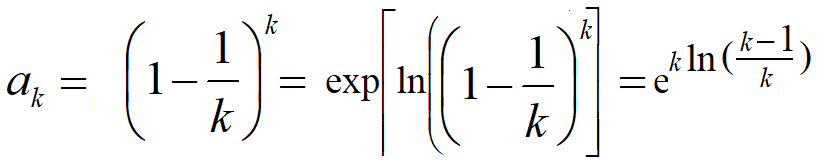 a_k = (1 − 1/k)^k = exp⌈ln((1 − 1/k)^k)⌋ = e^{k ln((k−1)/k)}